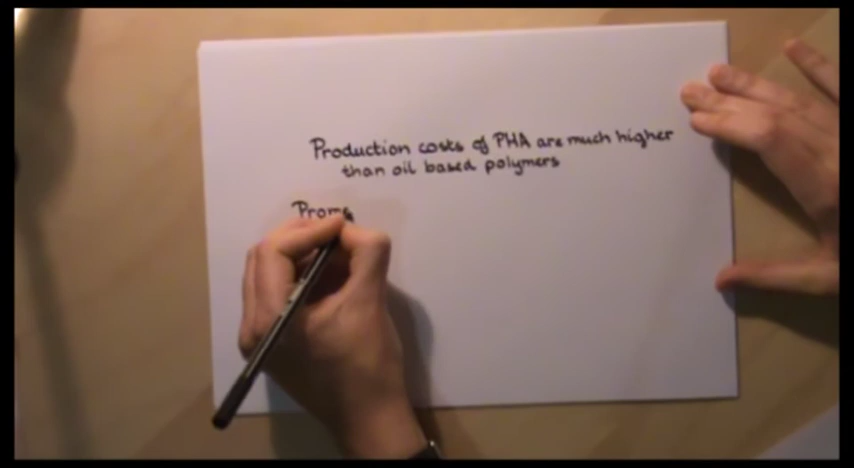 Production costs of PHA are much higher
than oil based polymers